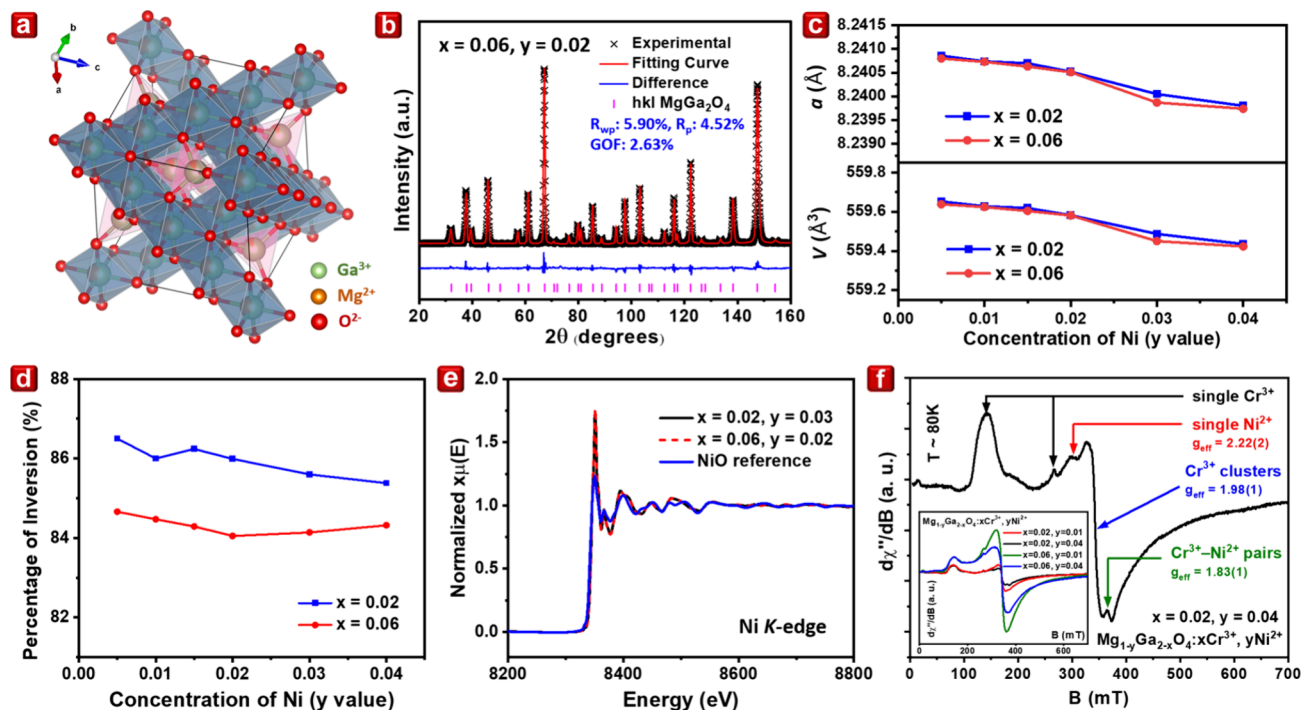 a
b
c
a
Ga³⁺
Mg²⁺
O²⁻
b
x = 0.06, y = 0.02
Experimental
Fitting Curve
Difference
hkl MgGa₂O₄
Rwp: 5.90%, Rp: 4.52%
GOF: 2.63%
Intensity (a.u.)
20 40 60 80 100 120 140 160
2θ (degrees)
c
8.2415
8.2410
8.2405
8.2400
8.2395
8.2390
a (Å)
x = 0.02
x = 0.06
559.8
559.6
559.4
559.2
V (Å³)
x = 0.02
x = 0.06
0.00 0.01 0.02 0.03 0.04
Concentration of Ni (y value)
d
88
86
84
82
Percentage of Inversion (%)
x = 0.02
x = 0.06
0.00 0.01 0.02 0.03 0.04
Concentration of Ni (y value)
e
2.0
1.5
1.0
0.5
0.0
Normalized xμ(E)
x = 0.02, y = 0.03
x = 0.06, y = 0.02
NiO reference
Ni K-edge
8200 8400 8600 8800
Energy (eV)
f
T ~ 80K
dχ''/dB (a. u.)
single Cr³⁺
single Ni²⁺
geff = 2.22(2)
Cr³⁺ clusters
geff = 1.98(1)
Cr³⁺–Ni²⁺ pairs
geff = 1.83(1)
x = 0.02, y = 0.04
Mg1-yGa2-xO₄:xCr³⁺, yNi²⁺
Mg1-yGa2-xO₄:xCr³⁺, yNi²⁺
x=0.02, y=0.01
x=0.02, y=0.04
x=0.06, y=0.01
x=0.06, y=0.04
dχ''/dB (a. u.)
B (mT)
0 200 400 600
0 100 200 300 400 500 600 700
B (mT)